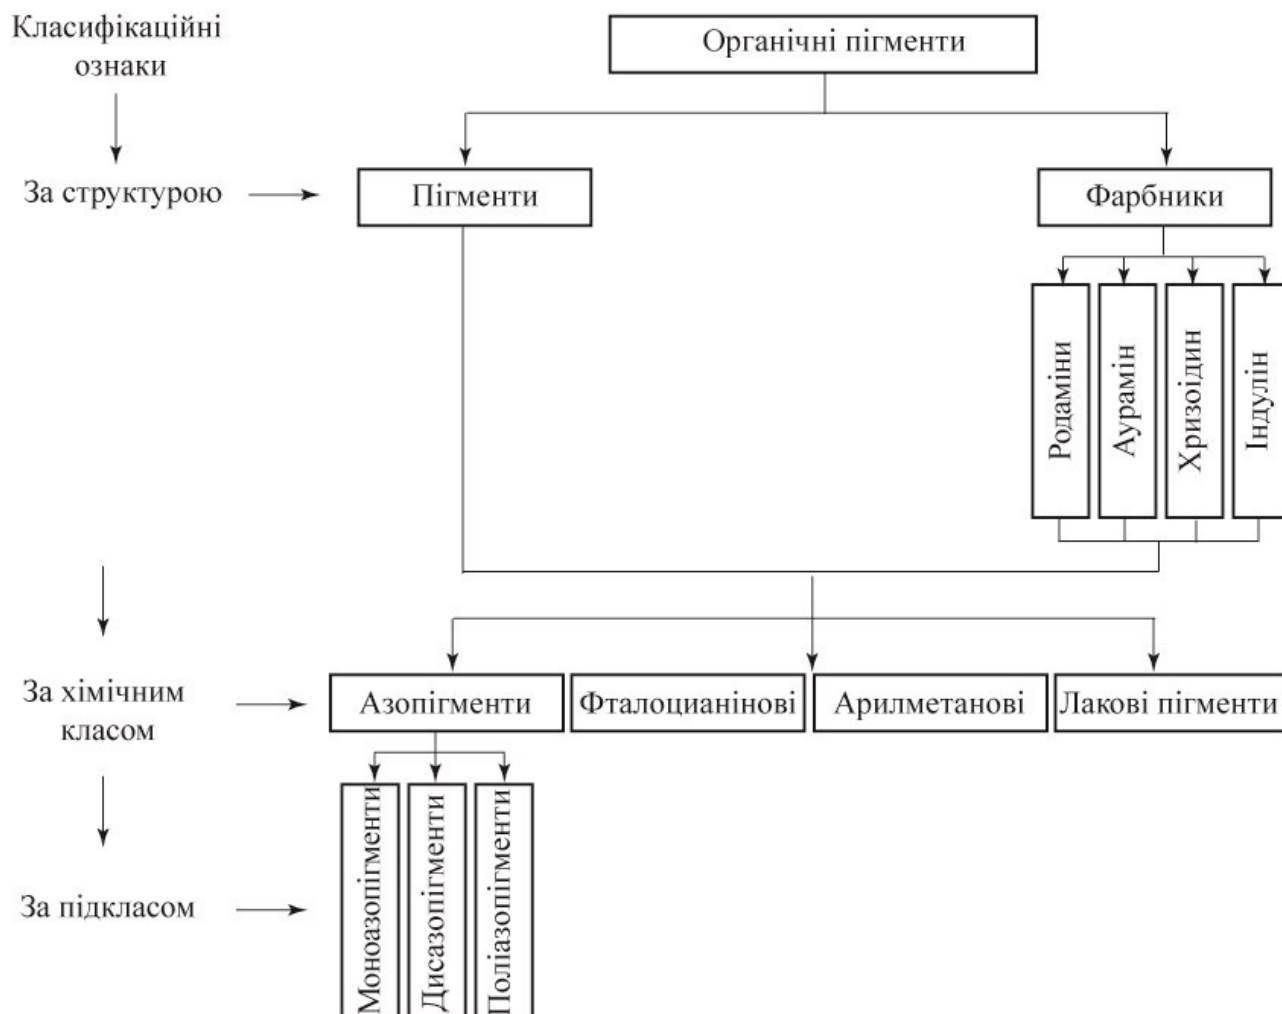 Класифікаційні
ознаки
Органічні пігменти
За структурою
Пігменти
Фарбники
Родаміни
Аурамін
Хризоїдин
Індулін
За хімічним
класом
Азопігменти
Фталоцианінові
Арилметанові
Лакові пігменти
За підкласом
Моноазопігменти
Дисазопігменти
Поліазопігменти